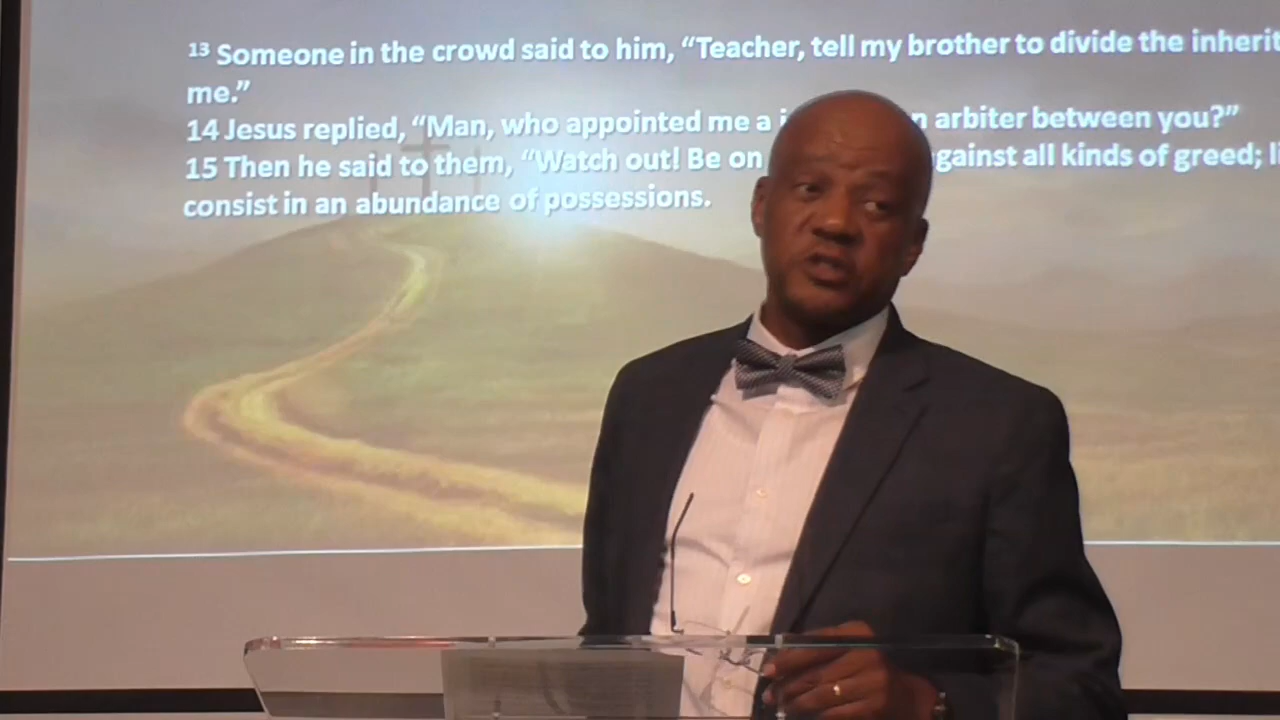 13 Someone in the crowd said to him, “Teacher, tell my brother to divide the inherit
me.”
14 Jesus replied, “Man, who appointed me a arbiter between you?”
15 Then he said to them, “Watch out! Be on against all kinds of greed;
consist in an abundance of possessions.